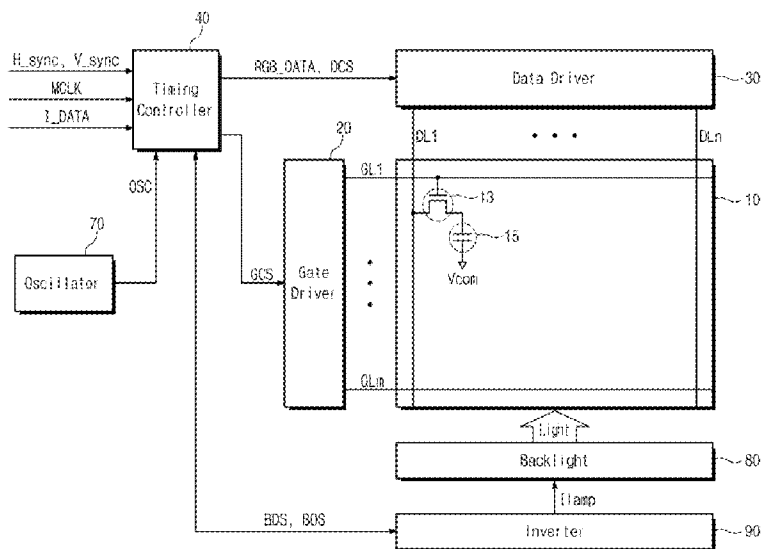 40
H_sync, V_sync
MCLK
I_DATA
Timing
Controller
RGB_DATA, DCS
Data Driver
30
DL1
DLn
20
GL1
13
10
OSC
15
70
Oscillator
GCS
Gate
Driver
Vcom
GLm
Light
Backlight
80
Ilamp
BDS, BOS
Inverter
90